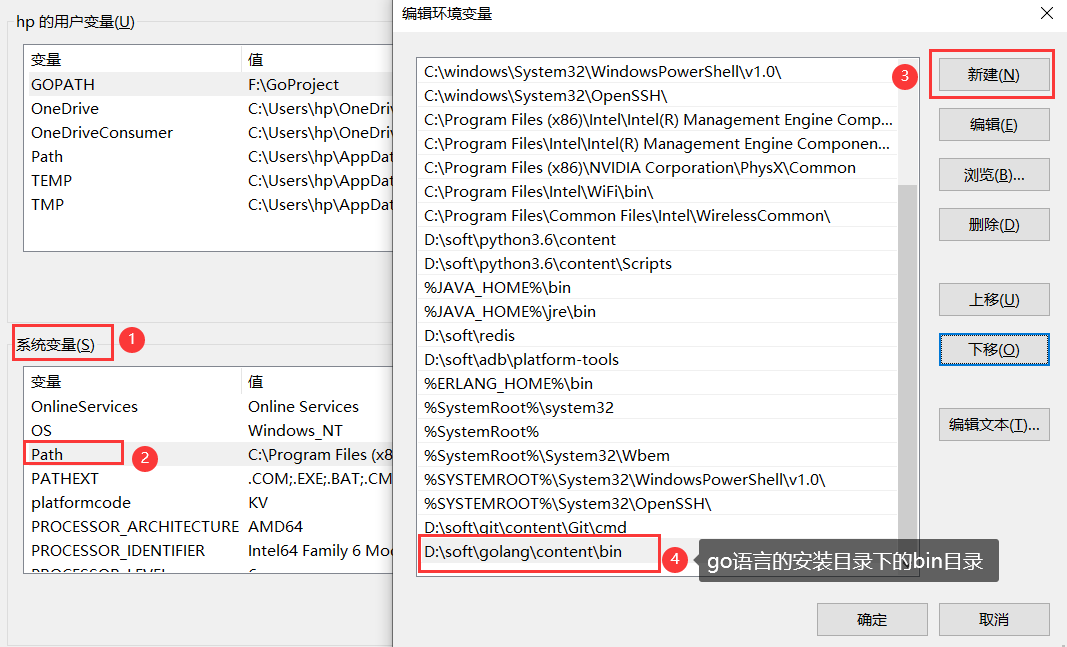 hp 的用户变量(U)
变量 值
GOPATH F:\GoProject
OneDrive C:\Users\hp\OneDriv
OneDriveConsumer C:\Users\hp\OneDriv
Path C:\Users\hp\AppDat
TEMP C:\Users\hp\AppDat
TMP C:\Users\hp\AppDat
系统变量(S) 1
变量 值
OnlineServices Online Services
OS Windows_NT
Path C:\Program Files (x8
2
PATHEXT .COM;.EXE;.BAT;.CM
platformcode KV
PROCESSOR_ARCHITECTURE AMD64
PROCESSOR_IDENTIFIER Intel64 Family 6 Mod
编辑环境变量
C:\windows\System32\WindowsPowerShell\v1.0\
C:\windows\System32\OpenSSH\
C:\Program Files (x86)\Intel\Intel(R) Management Engine Comp...
C:\Program Files\Intel\Intel(R) Management Engine Componen...
C:\Program Files (x86)\NVIDIA Corporation\PhysX\Common
C:\Program Files\Intel\WiFi\bin\
C:\Program Files\Common Files\Intel\WirelessCommon\
D:\soft\python3.6\content
D:\soft\python3.6\content\Scripts
%JAVA_HOME%\bin
%JAVA_HOME%\jre\bin
D:\soft\redis
D:\soft\adb\platform-tools
%ERLANG_HOME%\bin
%SystemRoot%\system32
%SystemRoot%
%SystemRoot%\System32\Wbem
%SYSTEMROOT%\System32\WindowsPowerShell\v1.0\
%SYSTEMROOT%\System32\OpenSSH\
D:\soft\git\content\Git\cmd
D:\soft\golang\content\bin
4 go语言的安装目录下的bin目录
3 新建(N)
编辑(E)
浏览(B)...
删除(D)
上移(U)
下移(O)
编辑文本(T)...
确定 取消